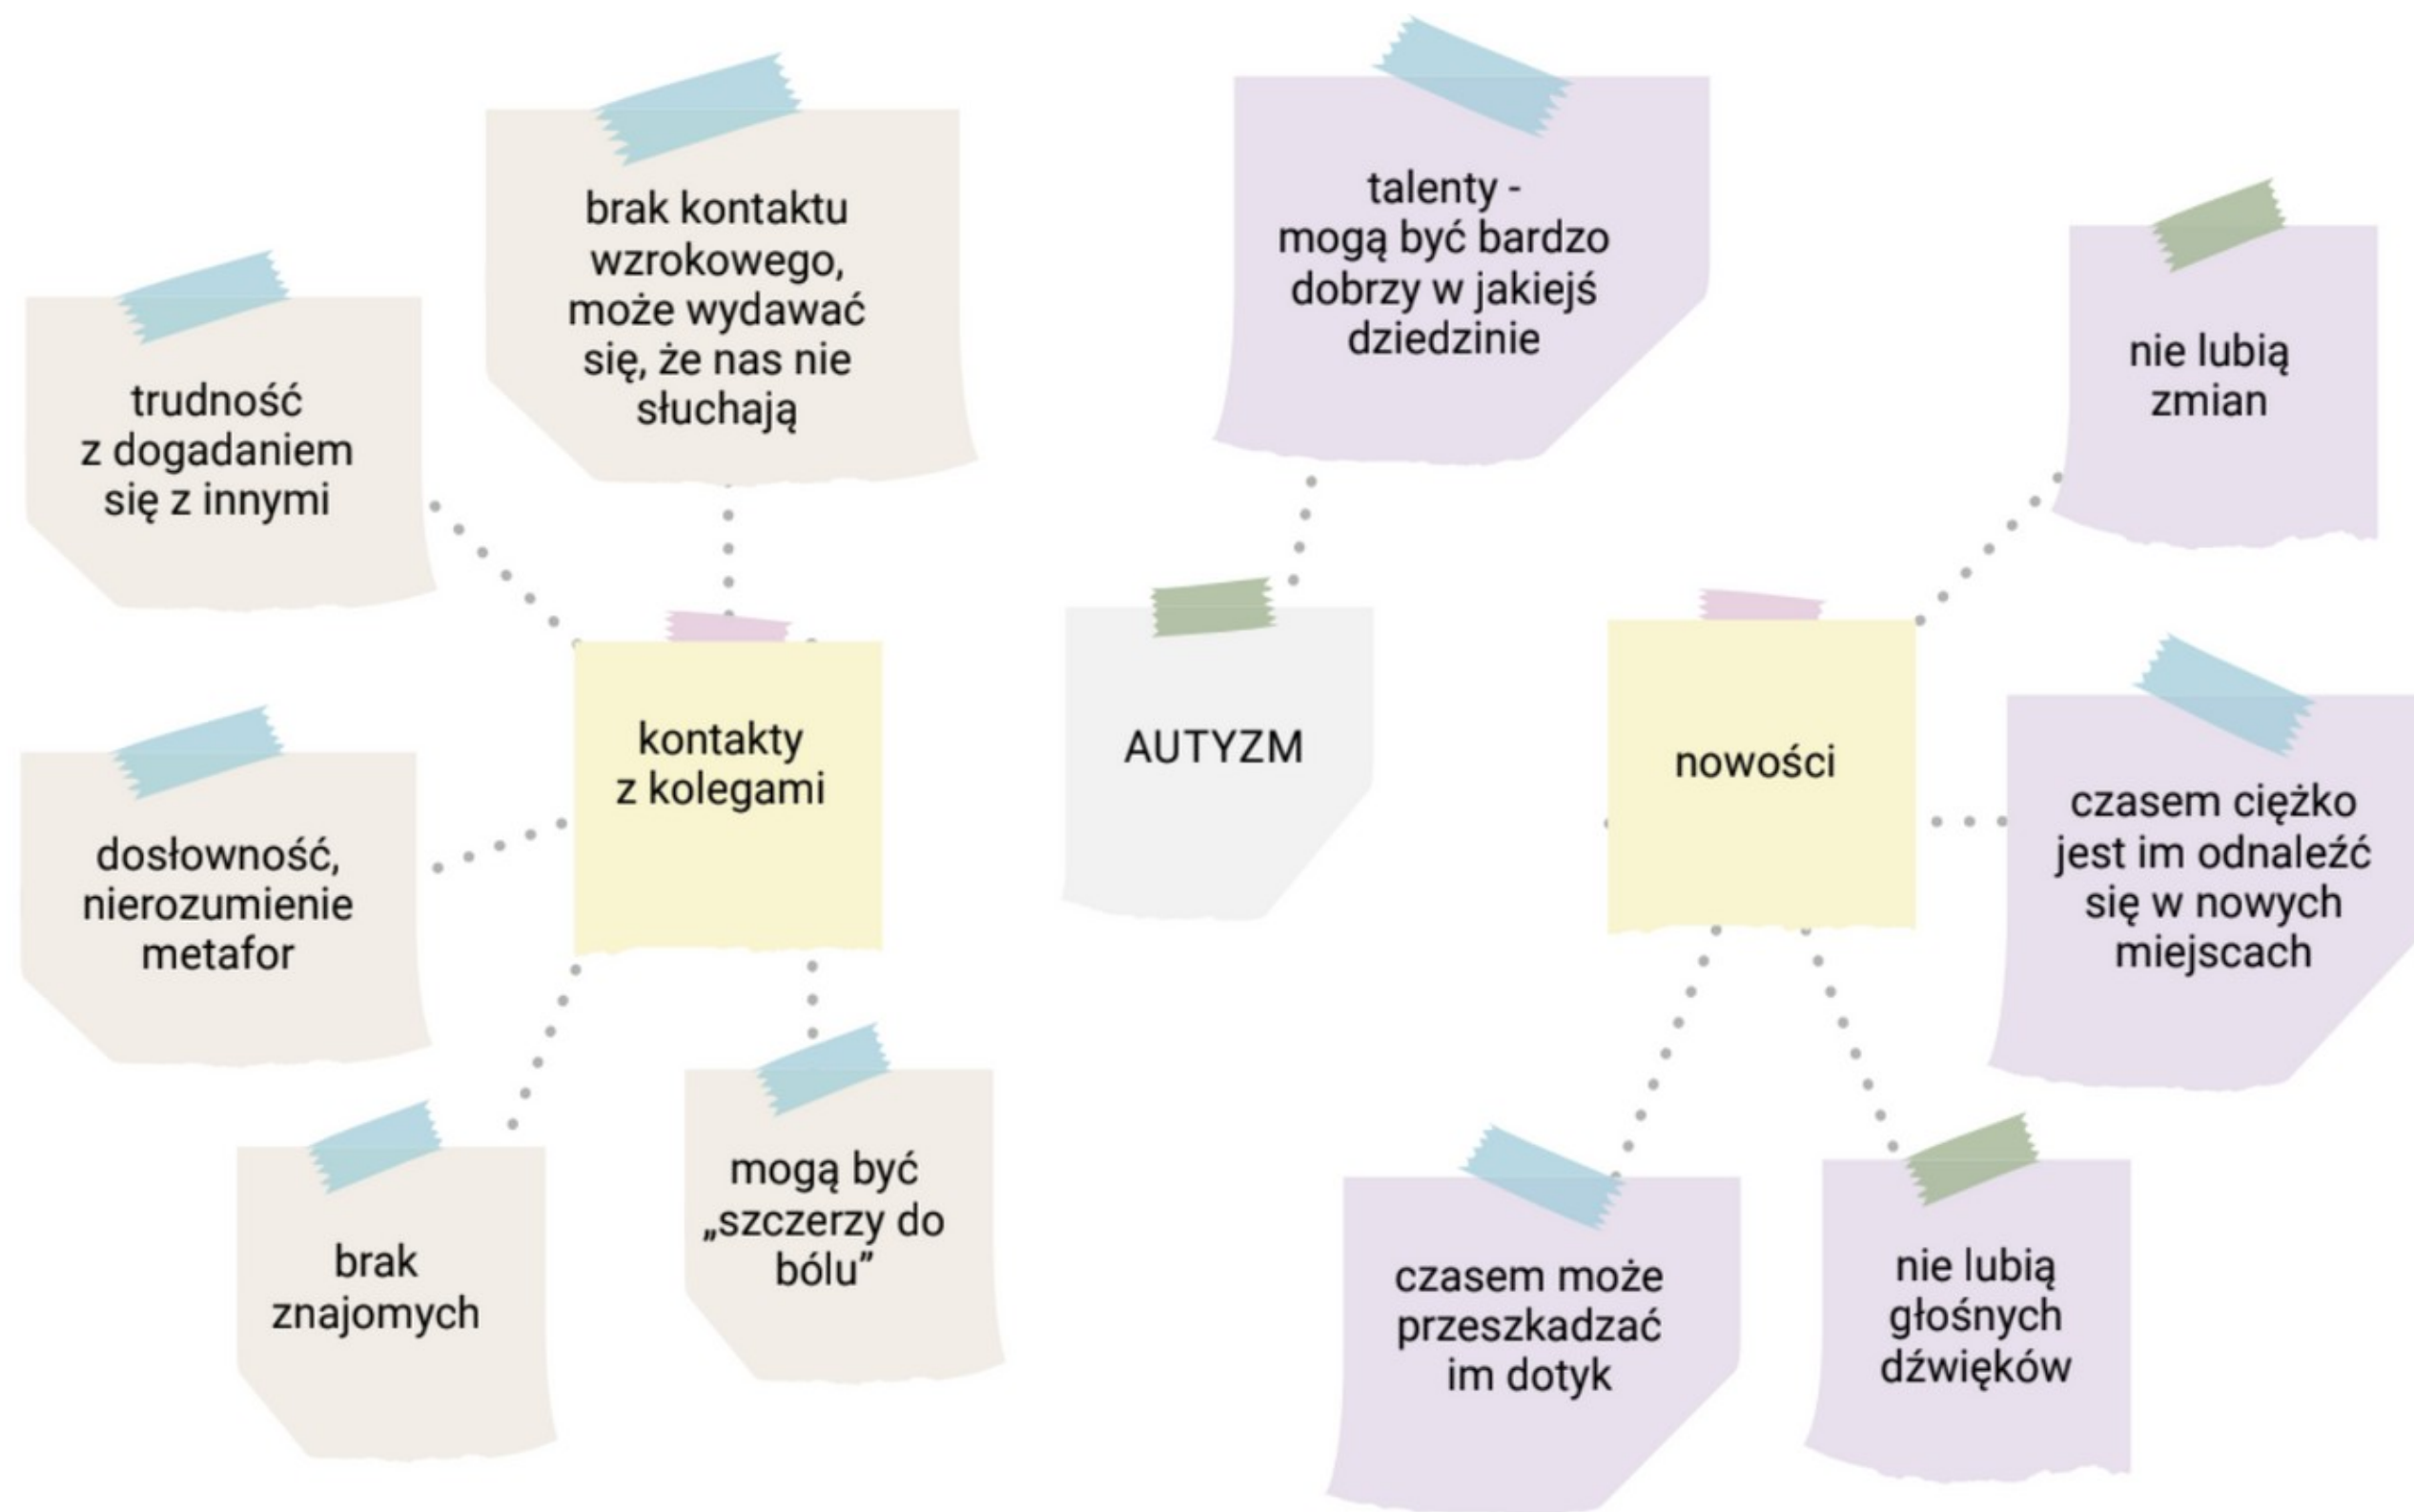 brak kontaktu
wzrokowego,
może wydawać
się, że nas nie
słuchają
talenty -
mogą być bardzo
dobrzy w jakiejś
dziedzinie
nie lubią
zmian
trudność
z dogadaniem
się z innymi
kontakty
z kolegami
AUTYZM
nowości
czasem ciężko
jest im odnaleźć
się w nowych
miejscach
dosłowność,
nierozumienie
metafor
brak
znajomych
mogą być
„szczerzy do
bólu”
czasem może
przeszkadzać
im dotyk
nie lubią
głośnych
dźwięków